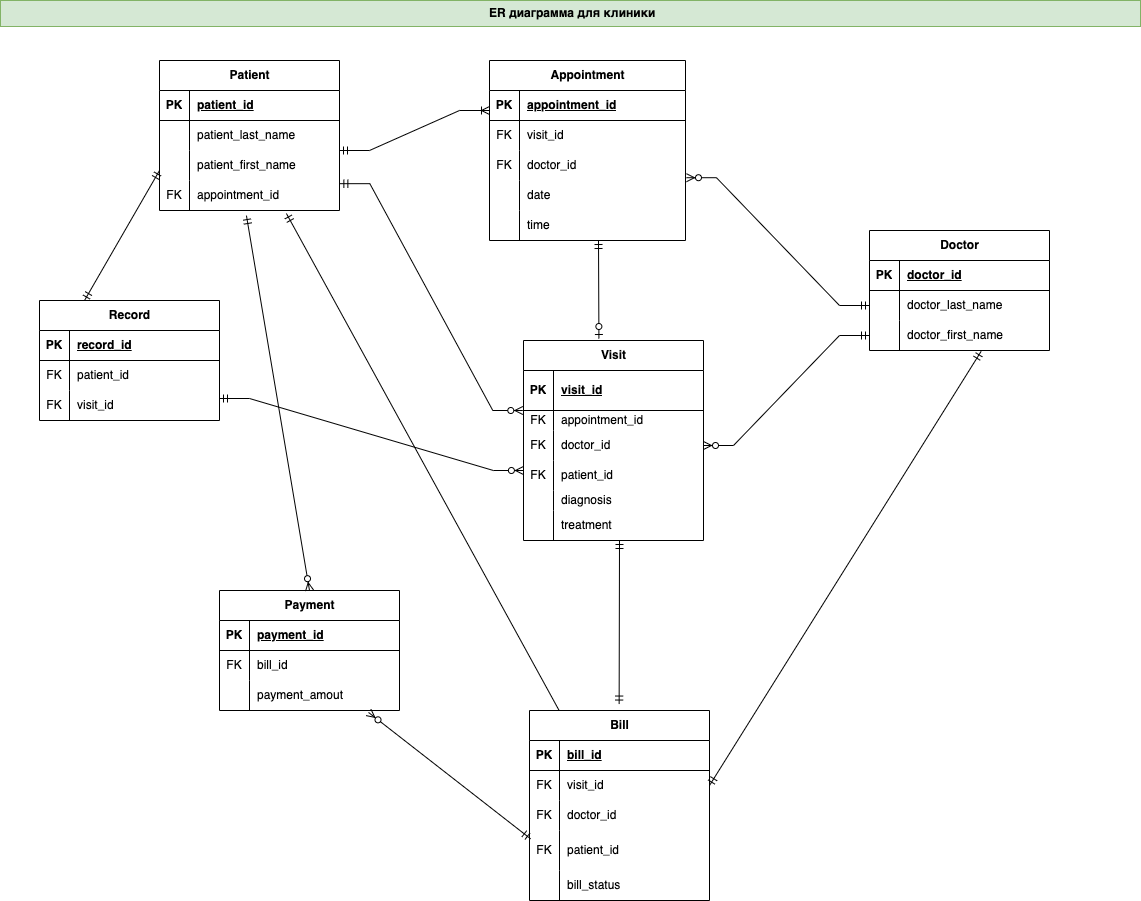 ER диаграмма для клиники
Patient
PK patient_id
patient_last_name
patient_first_name
FK appointment_id
Appointment
PK appointment_id
FK visit_id
FK doctor_id
date
time
Doctor
PK doctor_id
doctor_last_name
doctor_first_name
Record
PK record_id
FK patient_id
FK visit_id
Visit
PK visit_id
FK appointment_id
FK doctor_id
FK patient_id
diagnosis
treatment
Payment
PK payment_id
FK bill_id
payment_amout
Bill
PK bill_id
FK visit_id
FK doctor_id
FK patient_id
bill_status